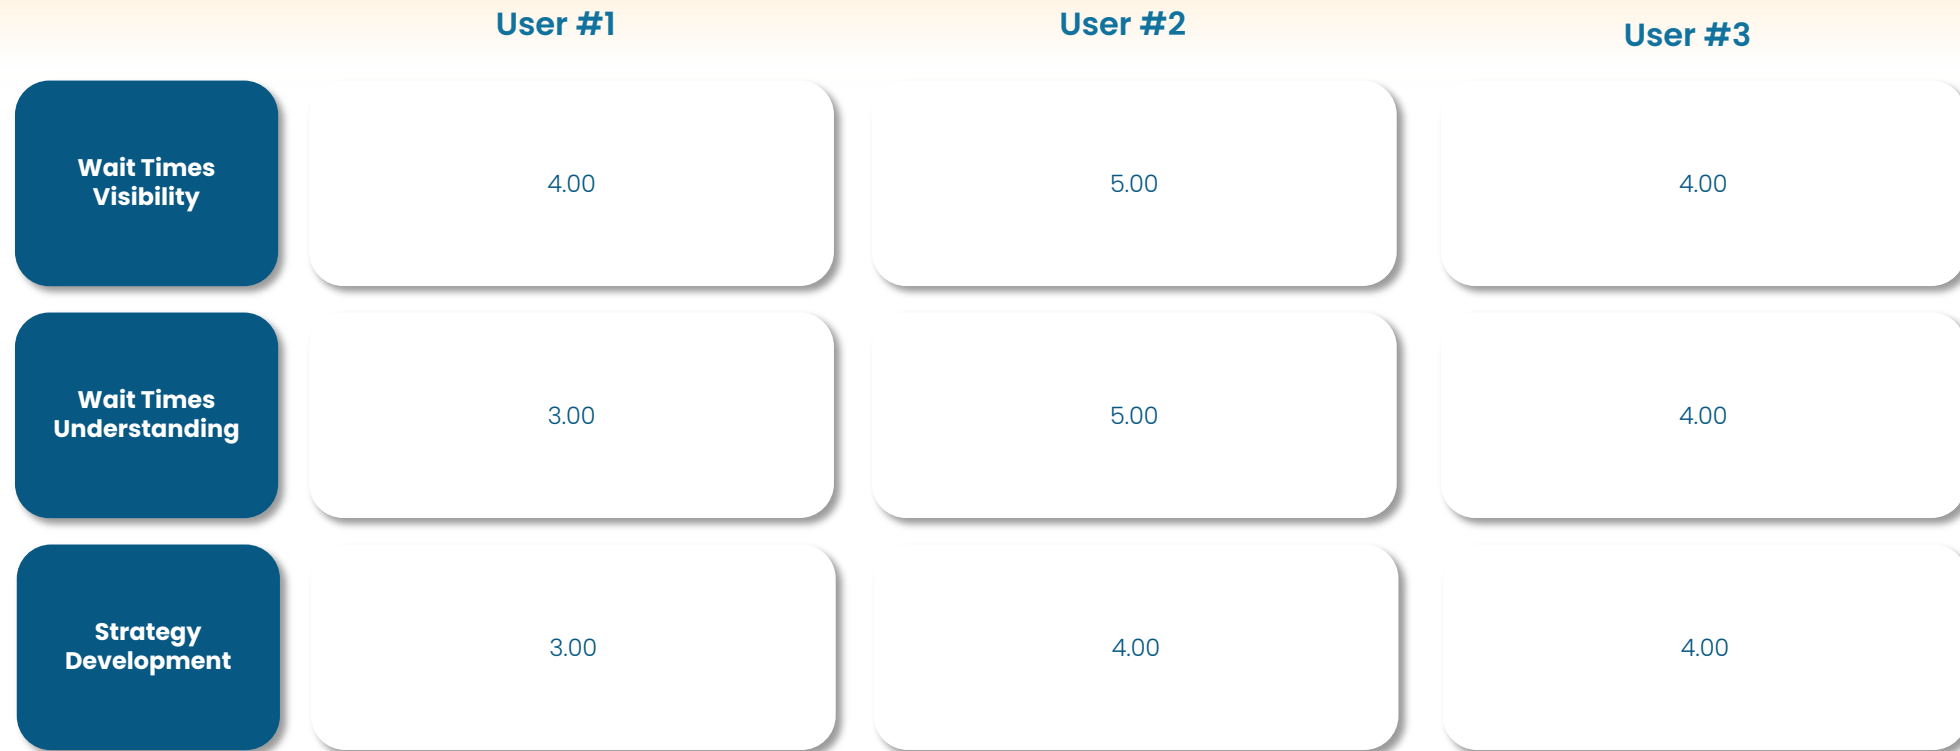 User #1
User #2
User #3
Wait Times
Visibility
4.00
5.00
4.00
Wait Times
Understanding
3.00
5.00
4.00
Strategy
Development
3.00
4.00
4.00